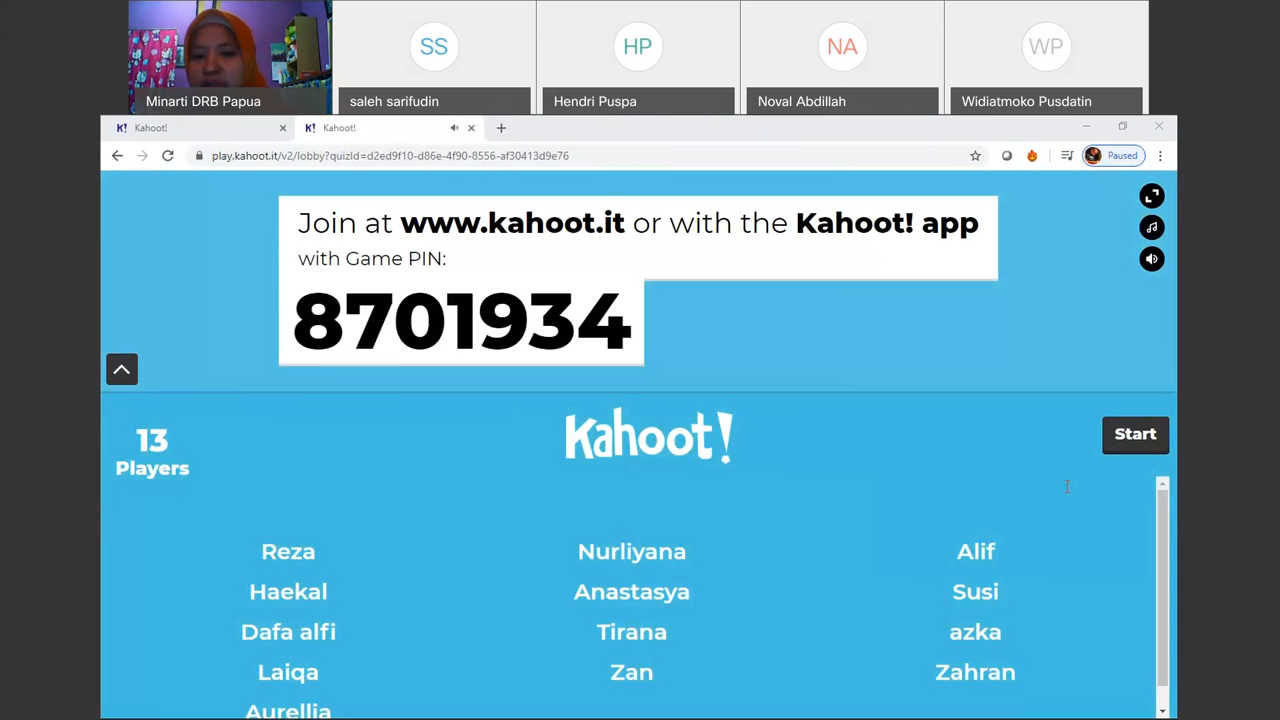 SS
HP
NA
WP
Minarti DRB Papua
saleh sarifudin
Hendri Puspa
Noval Abdillah
Widiatmoko Pusdatin
K! Kahoot!
K! Kahoot!
play.kahoot.it/v2/lobby?quizId=d2ed9f10-d86e-4f90-8556-af30413d9e76
Paused
Join at www.kahoot.it or with the Kahoot! app
with Game PIN:
8701934
13
Players
Kahoot!
Start
Reza Nurliyana Alif
Haekal Anastasya Susi
Dafa alfi Tirana azka
Laiqa Zan Zahran
Aurellia